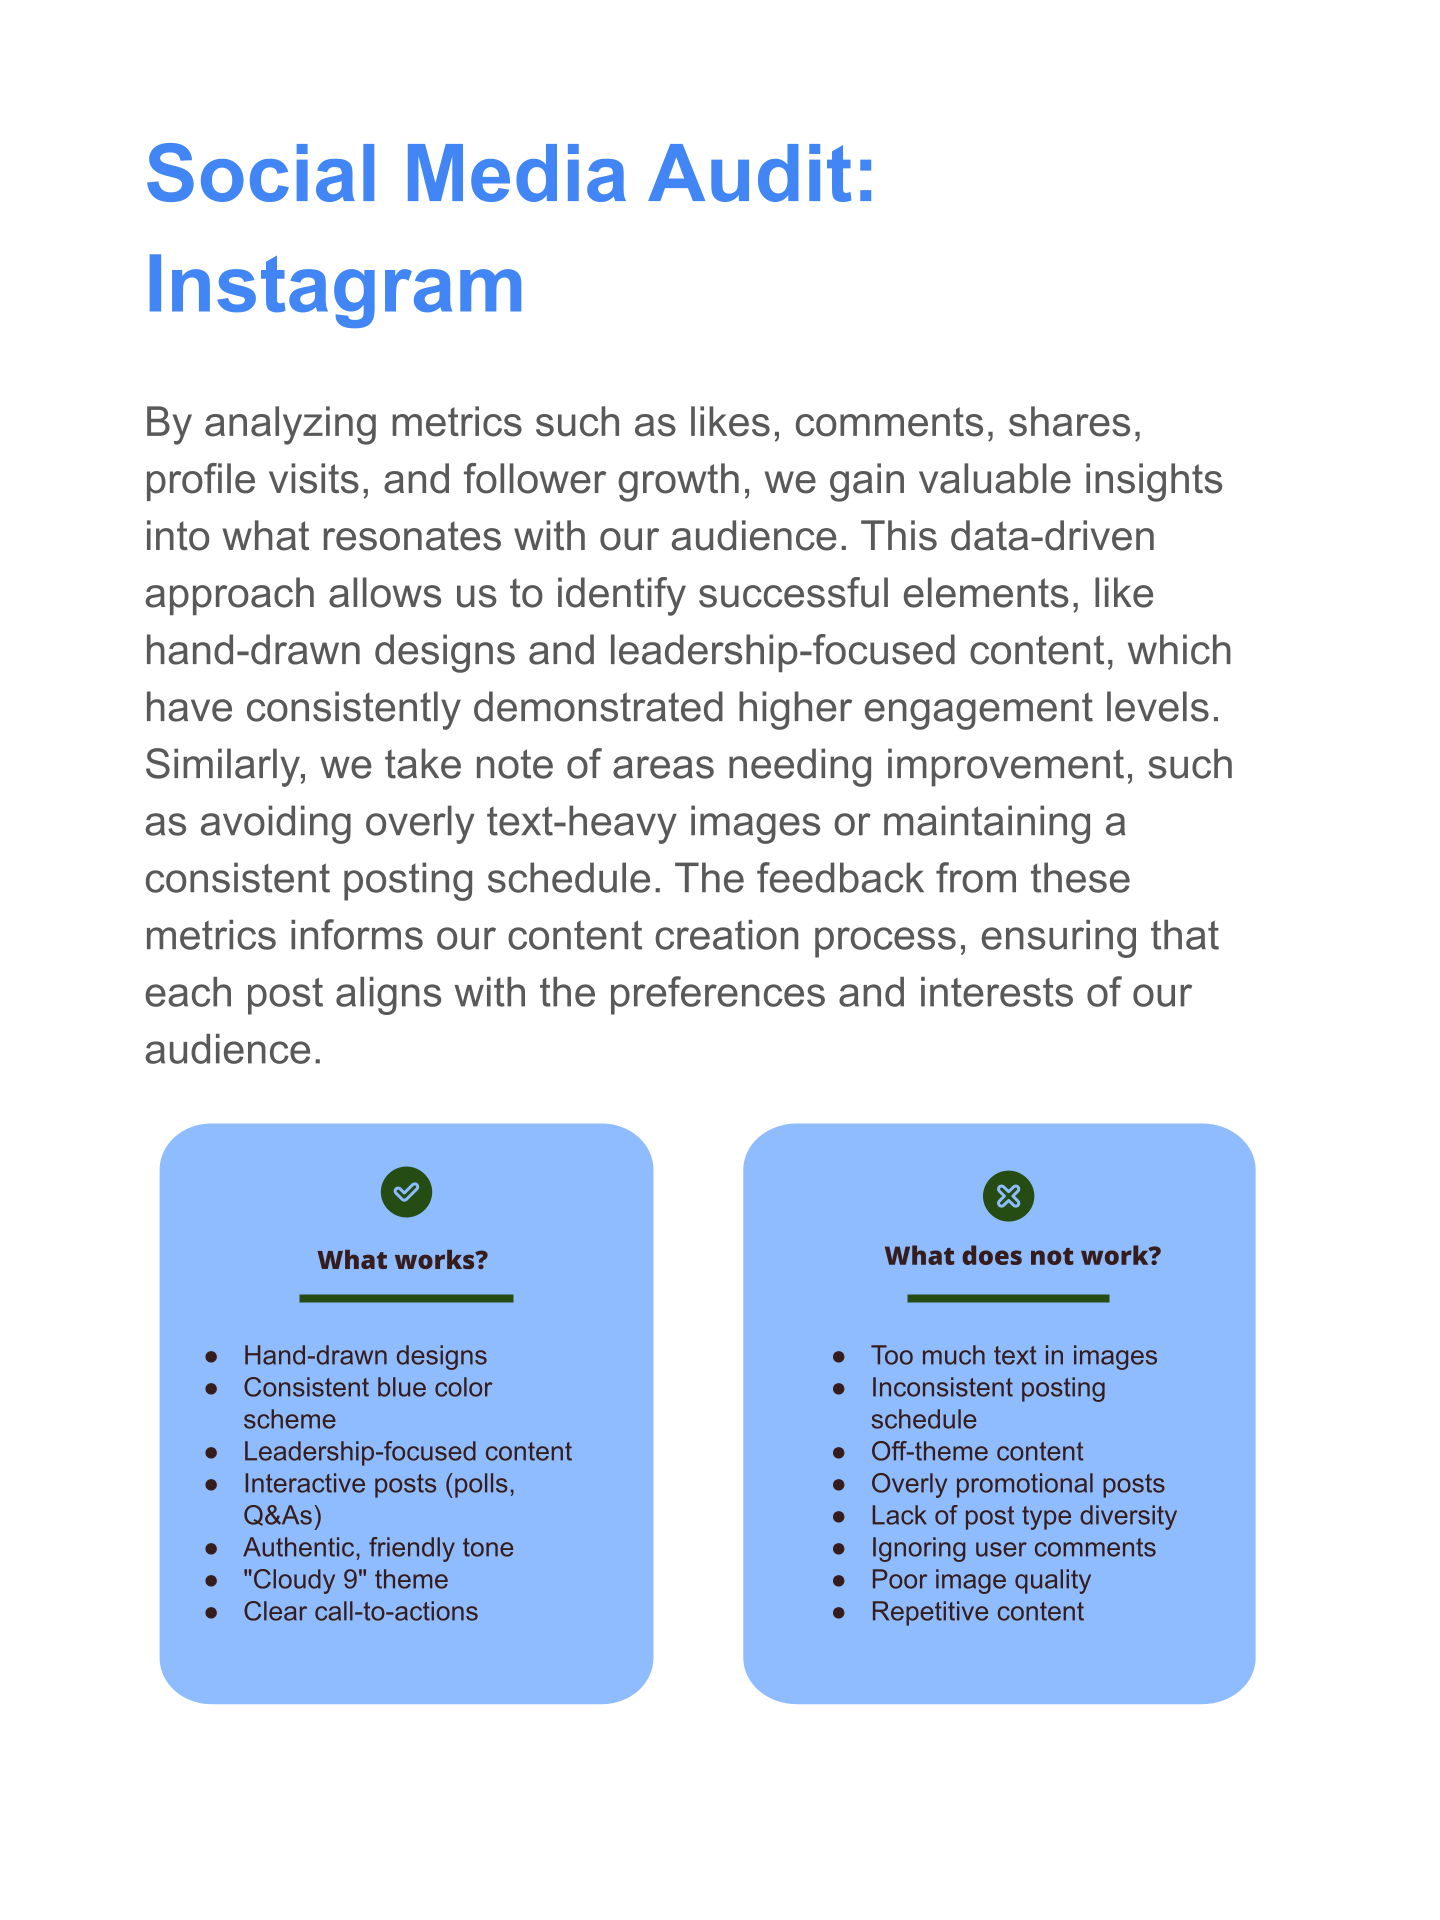 Social Media Audit:
Instagram
By analyzing metrics such as likes, comments, shares,
profile visits, and follower growth, we gain valuable insights
into what resonates with our audience. This data-driven
approach allows us to identify successful elements, like
hand-drawn designs and leadership-focused content, which
have consistently demonstrated higher engagement levels.
Similarly, we take note of areas needing improvement, such
as avoiding overly text-heavy images or maintaining a
consistent posting schedule. The feedback from these
metrics informs our content creation process, ensuring that
each post aligns with the preferences and interests of our
audience.
What works?
● Hand-drawn designs
● Consistent blue color
scheme
● Leadership-focused content
● Interactive posts (polls,
Q&As)
● Authentic, friendly tone
● "Cloudy 9" theme
● Clear call-to-actions
What does not work?
● Too much text in images
● Inconsistent posting
schedule
● Off-theme content
● Overly promotional posts
● Lack of post type diversity
● Ignoring user comments
● Poor image quality
● Repetitive content